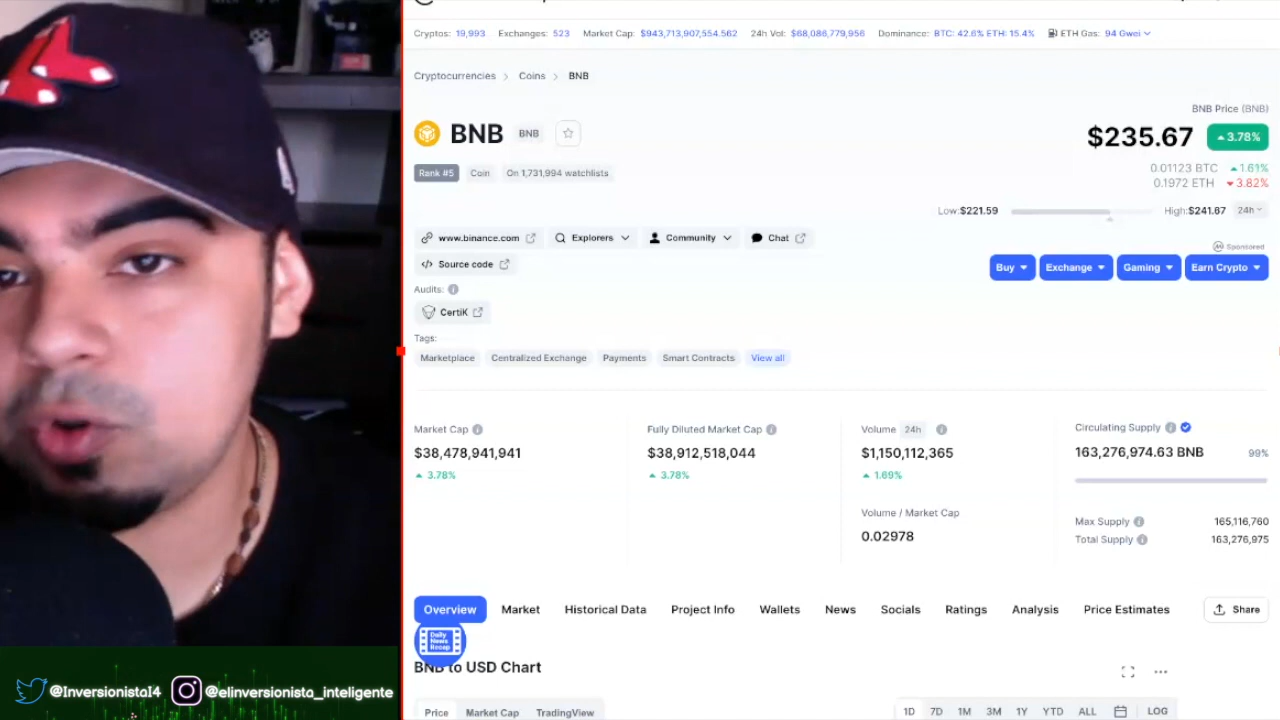 Cryptos: 19,993 Exchanges: 523 Market Cap: $943,713,907,554.562 24h Vol: $68,086,779,956 Dominance: BTC: 42.6% ETH: 15.4% ETH Gas: 94 Gwei
Cryptocurrencies Coins BNB
BNB Price (BNB)
BNB BNB
$235.67 3.78%
Rank #5 Coin On 1,731,994 watchlists
0.01123 BTC 1.61%
0.1972 ETH 3.82%
Low:$221.59 High:$241.67 24h
www.binance.com Explorers Community Chat
Sponsored
Source code
Buy Exchange Gaming Earn Crypto
Audits:
CertiK
Tags:
Marketplace Centralized Exchange Payments Smart Contracts View all
Market Cap Fully Diluted Market Cap Volume 24h Circulating Supply
$38,478,941,941 $38,912,518,044 $1,150,112,365 163,276,974.63 BNB 99%
3.78% 3.78% 1.69%
Volume / Market Cap
0.02978
Max Supply 165,116,760
Total Supply 163,276,975
Overview Market Historical Data Project Info Wallets News Socials Ratings Analysis Price Estimates Share
Daily
News
Recap
BNB to USD Chart
Price Market Cap TradingView 1D 7D 1M 3M 1Y YTD ALL LOG
@InversionistaI4 @elinversionista_inteligente